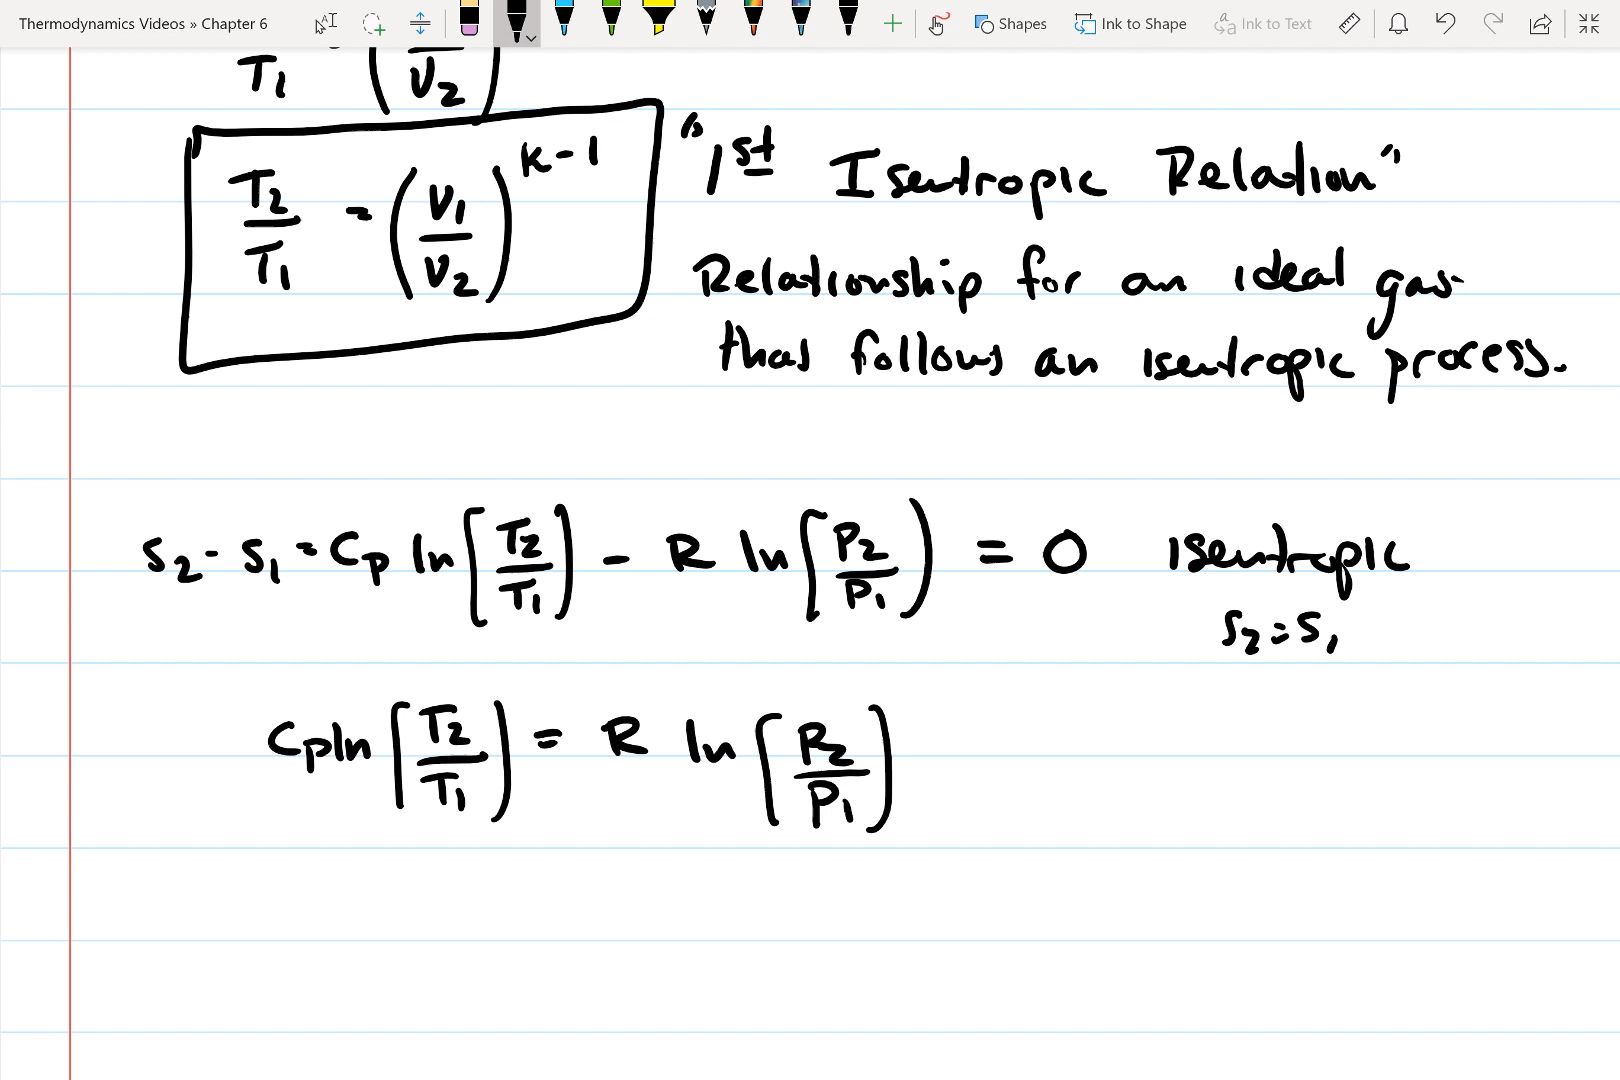 Thermodynamics Videos » Chapter 6 Shapes Ink to Shape Ink to Text
T₁ (V₂)
T₂/T₁ = (V₁/V₂)^(k-1) "1st Isentropic Relation"
Relationship for an ideal gas
that follows an isentropic process.
s₂ - s₁ = Cp ln[T₂/T₁) - R ln[P₂/P₁) = 0 isentropic
s₂ = s₁
Cp ln[T₂/T₁) = R ln[P₂/P₁)